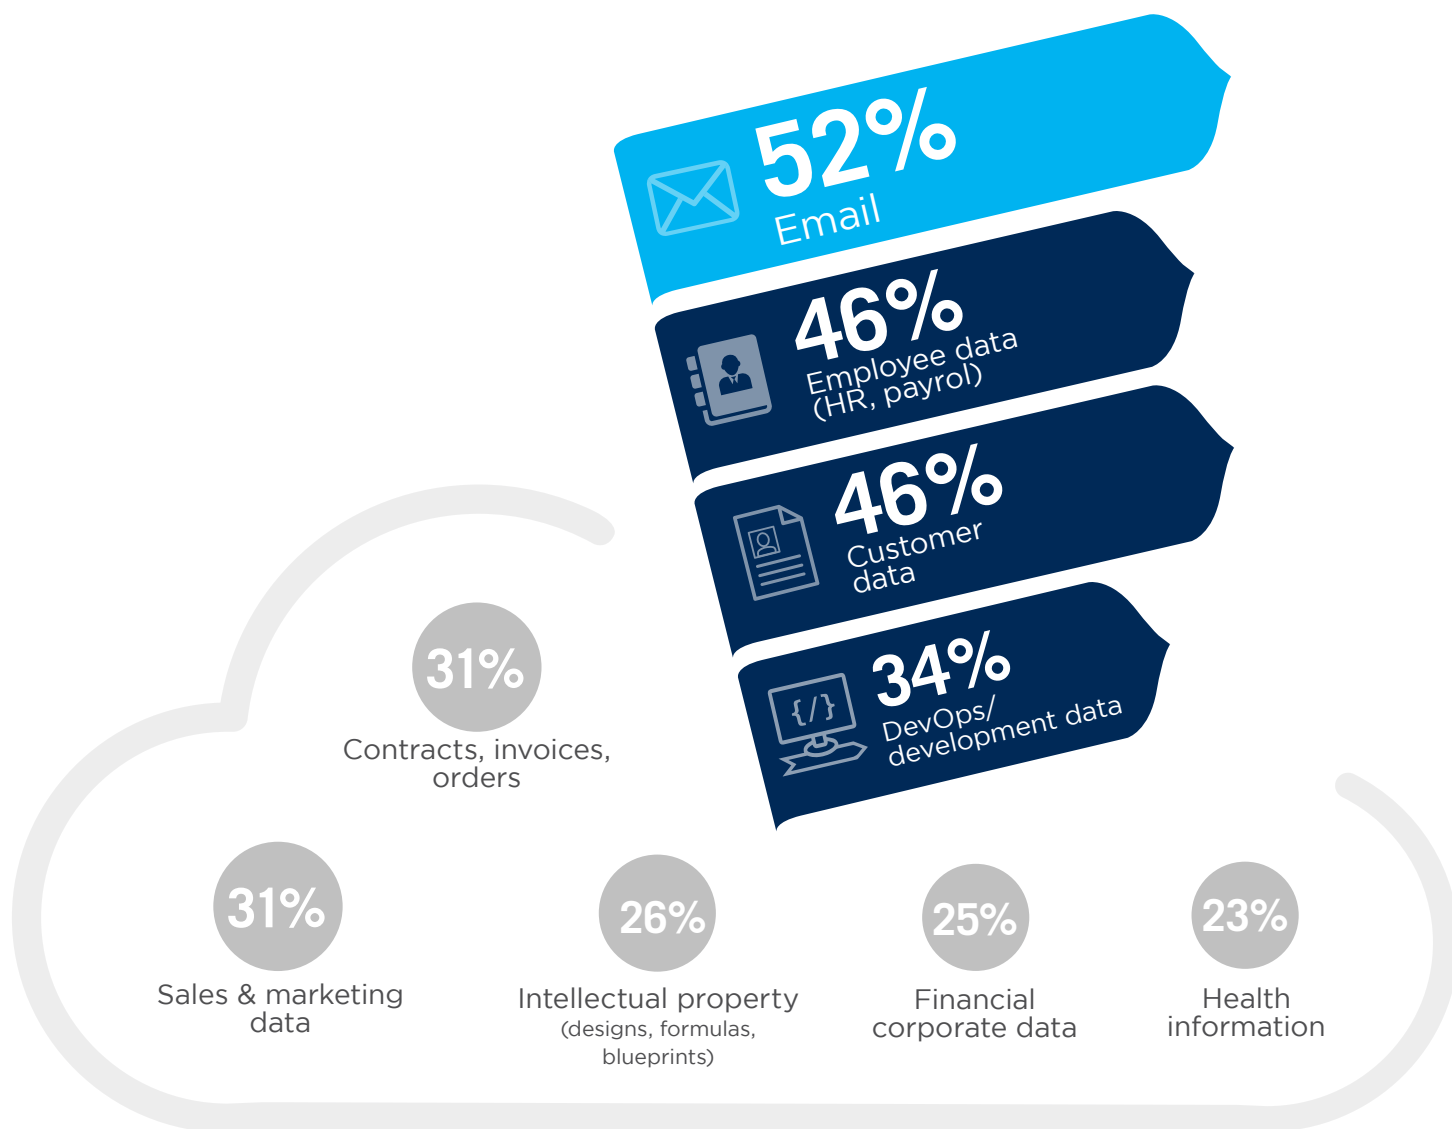 52%
Email
46%
Employee data
(HR, payrol)
46%
Customer
data
34%
{/}
DevOps/
development data
31%
Contracts, invoices,
orders
31%
Sales & marketing
data
26%
Intellectual property
(designs, formulas,
blueprints)
25%
Financial
corporate data
23%
Health
information